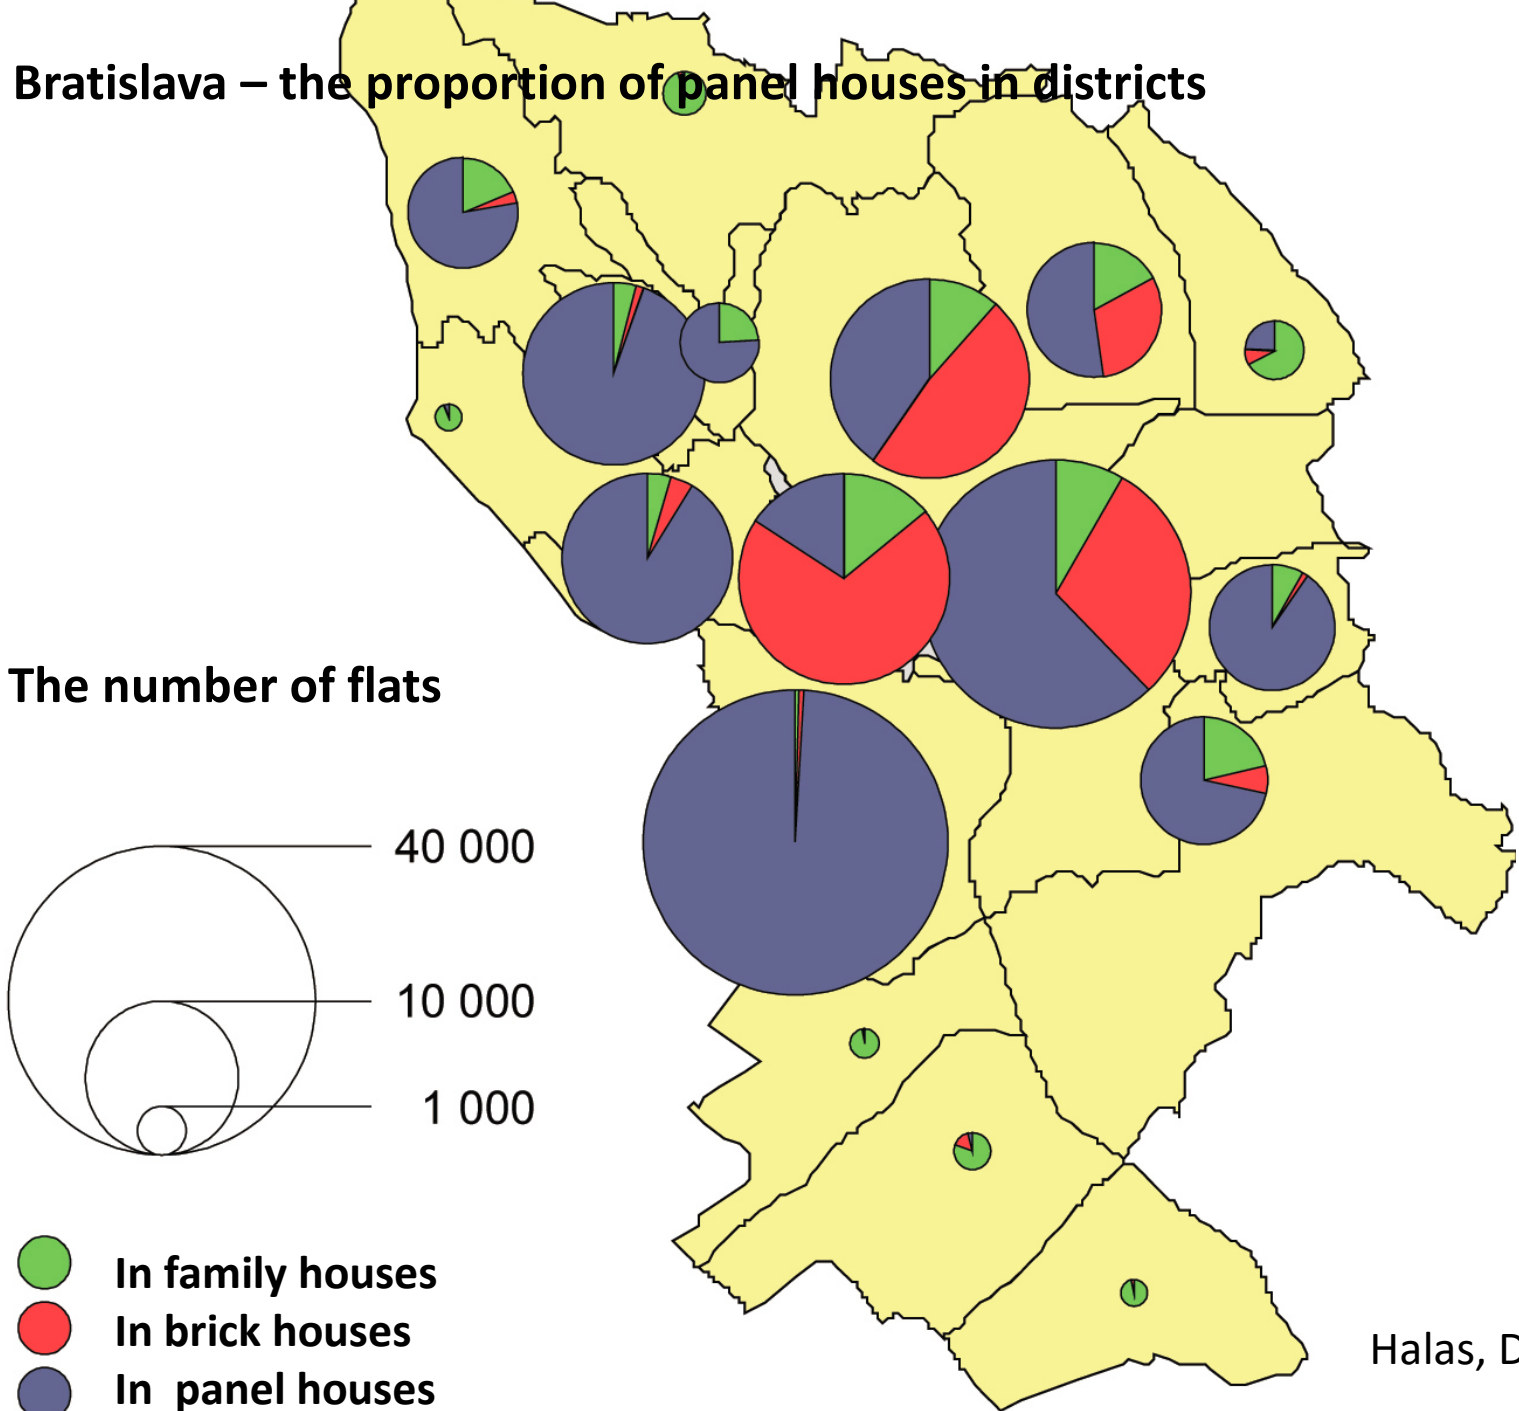 Bratislava – the proportion of panel houses in districts
The number of flats
40 000
10 000
1 000
In family houses
In brick houses
In panel houses
Halas, D